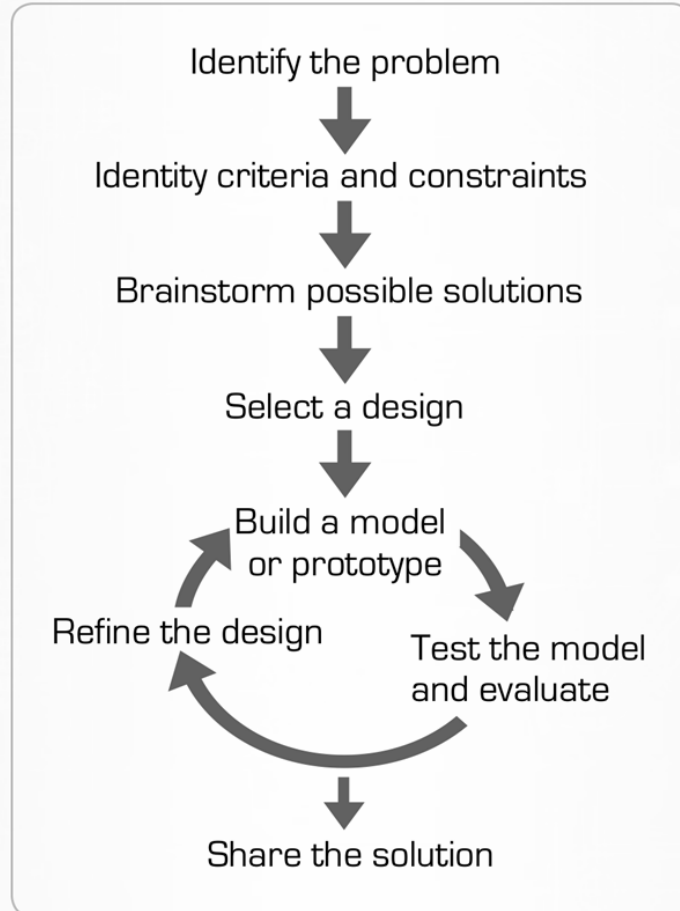 Identify the problem
Identity criteria and constraints
Brainstorm possible solutions
Select a design
Build a model
or prototype
Refine the design
Test the model
and evaluate
Share the solution